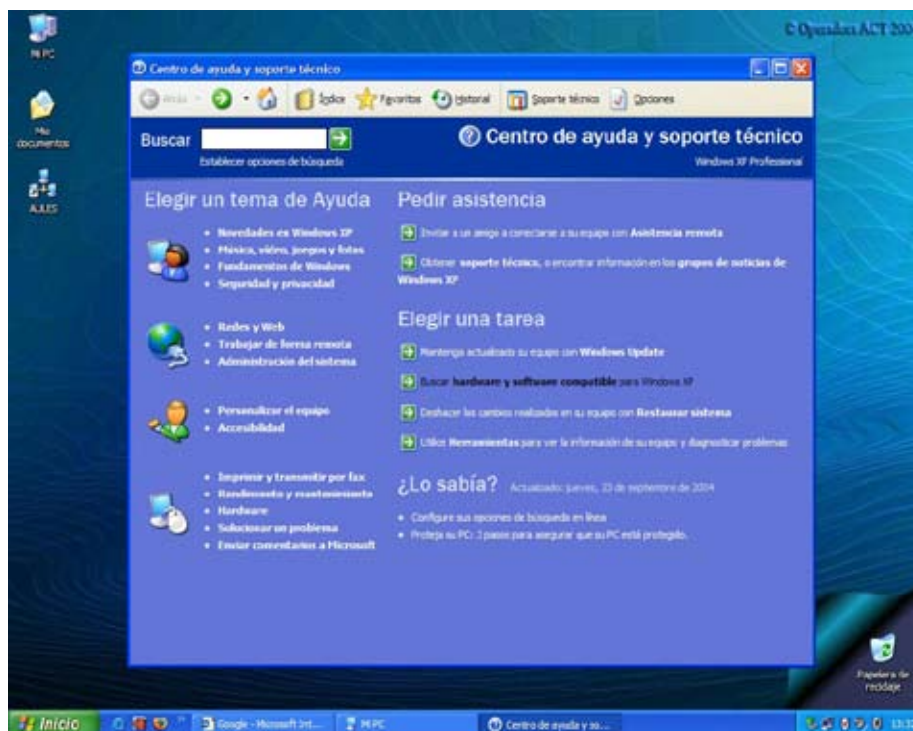 © Operadors ACT 200
Mi PC
Mis documentos
AULES
Centro de ayuda y soporte técnico
Atrás
Índice
Favoritos
Historial
Soporte técnico
Opciones
Buscar
Establecer opciones de búsqueda
Centro de ayuda y soporte técnico
Windows XP Professional
Elegir un tema de Ayuda
Novedades en Windows XP
Música, vídeo, juegos y fotos
Fundamentos de Windows
Seguridad y privacidad
Redes y Web
Trabajar de forma remota
Administración del sistema
Personalizar el equipo
Accesibilidad
Imprimir y transmitir por fax
Rendimiento y mantenimiento
Hardware
Solucionar un problema
Enviar comentarios a Microsoft
Pedir asistencia
Invitar a un amigo a conectarse a su equipo con Asistencia remota
Obtener soporte técnico, o encontrar información en los grupos de noticias de
Windows XP
Elegir una tarea
Mantenga actualizado su equipo con Windows Update
Buscar hardware y software compatible para Windows XP
Deshacer los cambios realizados en su equipo con Restaurar sistema
Utilice Herramientas para ver la información de su equipo y diagnosticar problemas
¿Lo sabía? Actualizado: jueves, 23 de septiembre de 2004
Configure sus opciones de búsqueda en línea
Proteja su PC: 3 pasos para asegurar que su PC está protegido.
Papelera de
reciclaje
Inicio
Google - Microsoft Int...
Mi PC
Centro de ayuda y so...